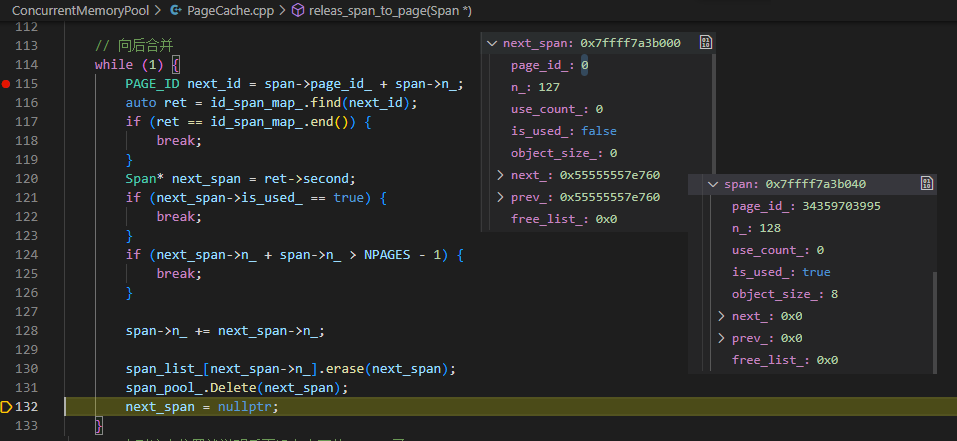 ConcurrentMemoryPool > PageCache.cpp > releas_span_to_page(Span *)
112
113 // 向后合并
114 while (1) {
115 PAGE_ID next_id = span->page_id_ + span->n_;
116 auto ret = id_span_map_.find(next_id);
117 if (ret == id_span_map_.end()) {
118 break;
119 }
120 Span* next_span = ret->second;
121 if (next_span->is_used_ == true) {
122 break;
123 }
124 if (next_span->n_ + span->n_ > NPAGES - 1) {
125 break;
126 }
127
128 span->n_ += next_span->n_;
129
130 span_list_[next_span->n_].erase(next_span);
131 span_pool_.Delete(next_span);
132 next_span = nullptr;
133 }
next_span: 0x7ffff7a3b000
page_id_: 0
n_: 127
use_count_: 0
is_used_: false
object_size_: 0
next_: 0x55555557e760
prev_: 0x55555557e760
free_list_: 0x0
span: 0x7ffff7a3b040
page_id_: 34359703995
n_: 128
use_count_: 0
is_used_: true
object_size_: 8
next_: 0x0
prev_: 0x0
free_list_: 0x0